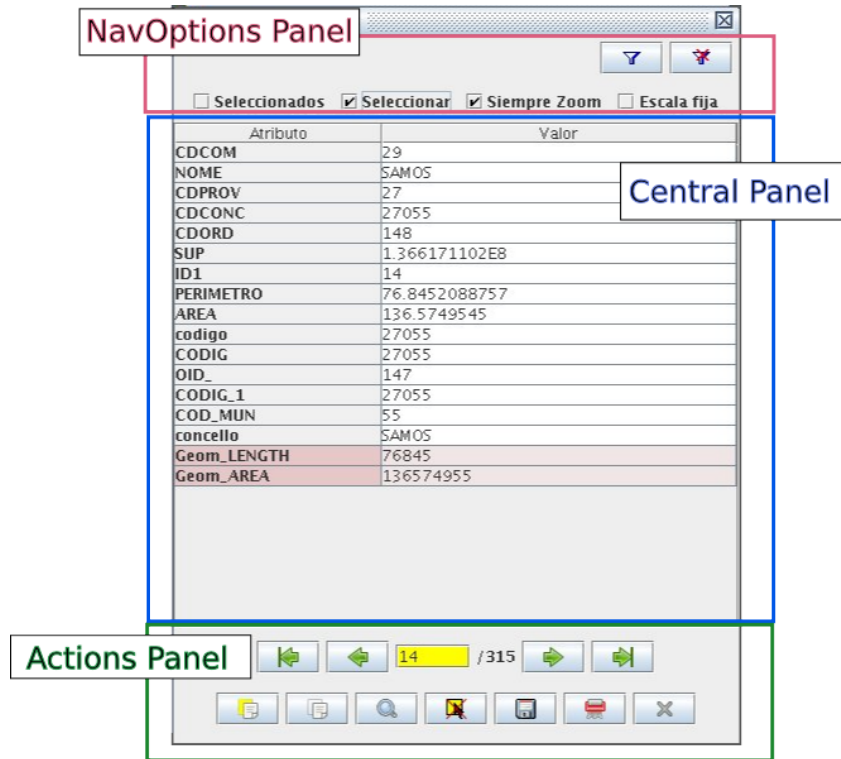 NavOptions Panel
Seleccionados Seleccionar Siempre Zoom Escala fija
Atributo Valor
CDCOM 29
NOME SAMOS
Central Panel
CDPROV 27
CDCONC 27055
CDORD 148
SUP 1.366171102E8
ID1 14
PERIMETRO 76.8452088757
AREA 136.5749545
codigo 27055
CODIG 27055
OID_ 147
CODIG_1 27055
COD_MUN 55
concello SAMOS
Geom_LENGTH 76845
Geom_AREA 136574955
Actions Panel
14 /315